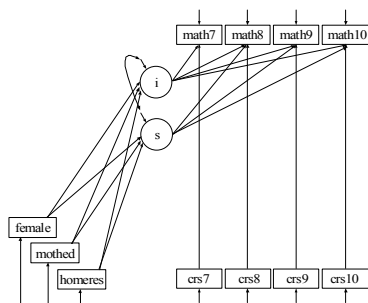 math7 math8 math9 math10
i
s
female
mothed
homeres
crs7 crs8 crs9 crs10